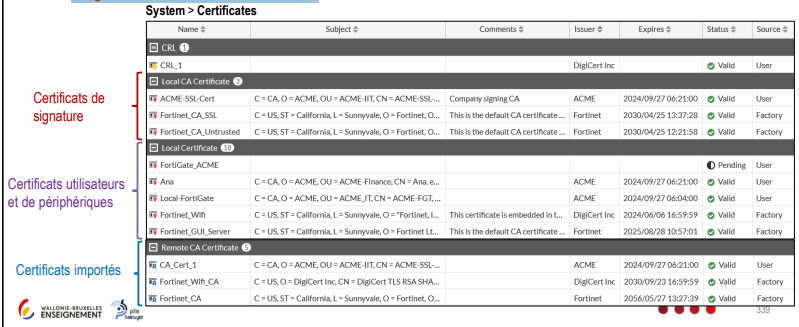 System > Certificates
Name Subject Comments Issuer Expires Status Source
CRL 1
CRL_1 DigiCert Inc Valid User
Local CA Certificate 3
Certificats de signature
ACME-SSL-Cert C = CA, O = ACME, OU = ACME-IIT, CN = ACME-SSL-... Company signing CA ACME 2024/09/27 06:21:00 Valid User
Fortinet_CA_SSL C = US, ST = California, L = Sunnyvale, O = Fortinet, O... This is the default CA certificate ... Fortinet 2030/04/25 13:37:28 Valid Factory
Fortinet_CA_Untrusted C = US, ST = California, L = Sunnyvale, O = Fortinet, O... This is the default CA certificate ... Fortinet 2030/04/25 12:21:58 Valid Factory
Local Certificate 18
Certificats utilisateurs et de périphériques
FortiGate_ACME Pending User
Ana C = CA, O = ACME, OU = ACME-Finance, CN = Ana, e... ACME 2024/09/27 06:21:00 Valid User
Local-FortiGate C = CA, O = ACME, OU = ACME_IT, CN = ACME-FGT, ... ACME 2024/09/27 06:04:00 Valid User
Fortinet_Wifi C = US, ST = California, L = Sunnyvale, O = "Fortinet, I... This certificate is embedded in t... DigiCert Inc 2024/06/06 16:59:59 Valid Factory
Fortinet_GUI_Server C = US, ST = California, L = Sunnyvale, O = Fortinet Lt... This is the default CA certificate ... Fortinet 2025/08/28 10:57:01 Valid Factory
Remote CA Certificate 5
Certificats importés
CA_Cert_1 C = CA, O = ACME, OU = ACME-IIT, CN = ACME-SSL-... ACME 2024/09/27 06:21:00 Valid User
Fortinet_Wifi_CA C = US, O = DigiCert Inc, CN = DigiCert TLS RSA SHA... DigiCert Inc 2030/09/23 16:59:59 Valid Factory
Fortinet_CA C = US, ST = California, L = Sunnyvale, O = Fortinet, O... Fortinet 2056/05/27 13:27:39 Valid Factory
WALLONIE-BRUXELLES
ENSEIGNEMENT
pôle
hainuyer
339